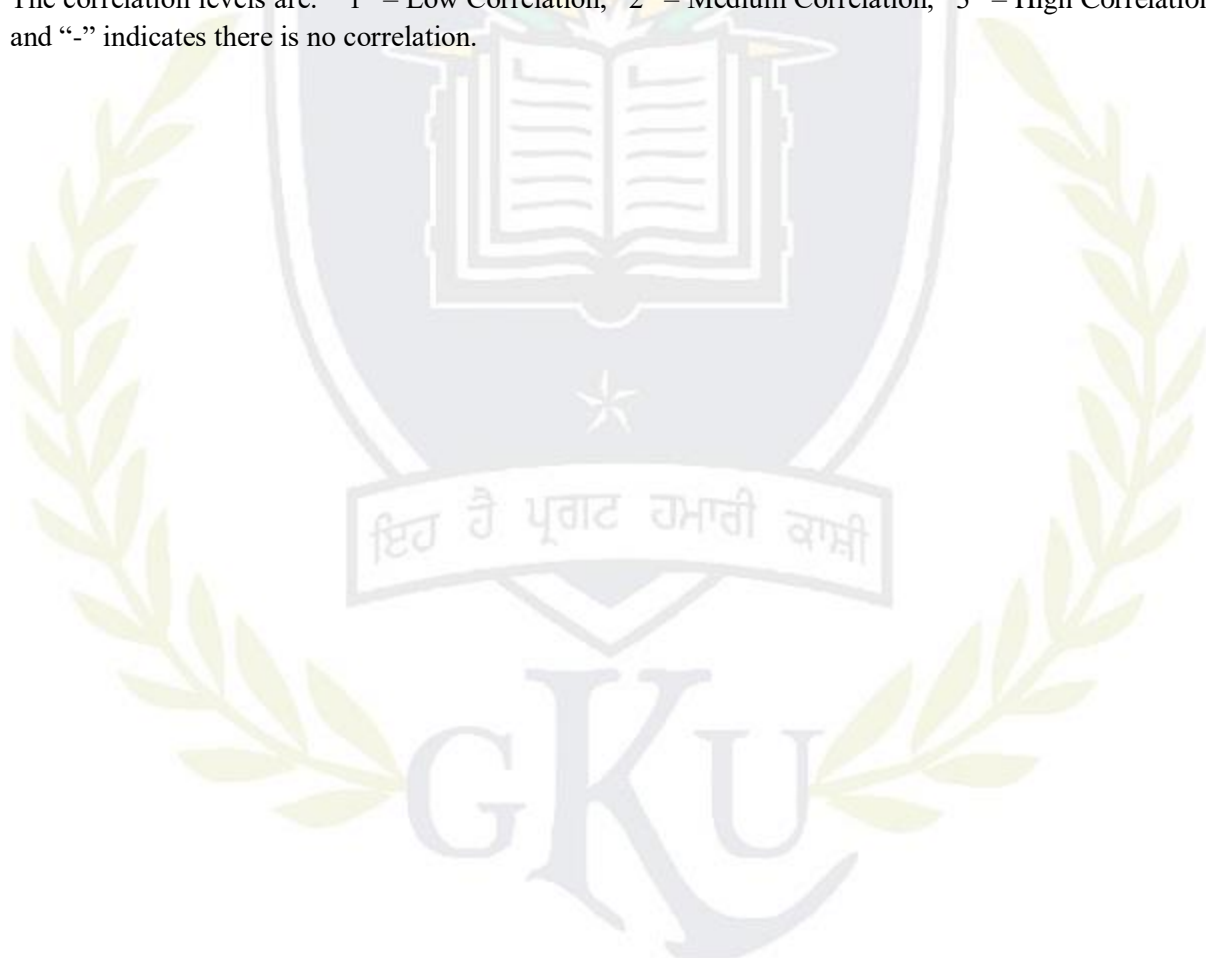 The correlation levels are: “1” – Low Correlation, “2” – Medium Correlation, “3” – High Correlation
and “-” indicates there is no correlation.
ਇਹ ਹੈ ਪ੍ਰਗਟ ਹਮਾਰੀ ਕਾਸ਼ੀ
GKU